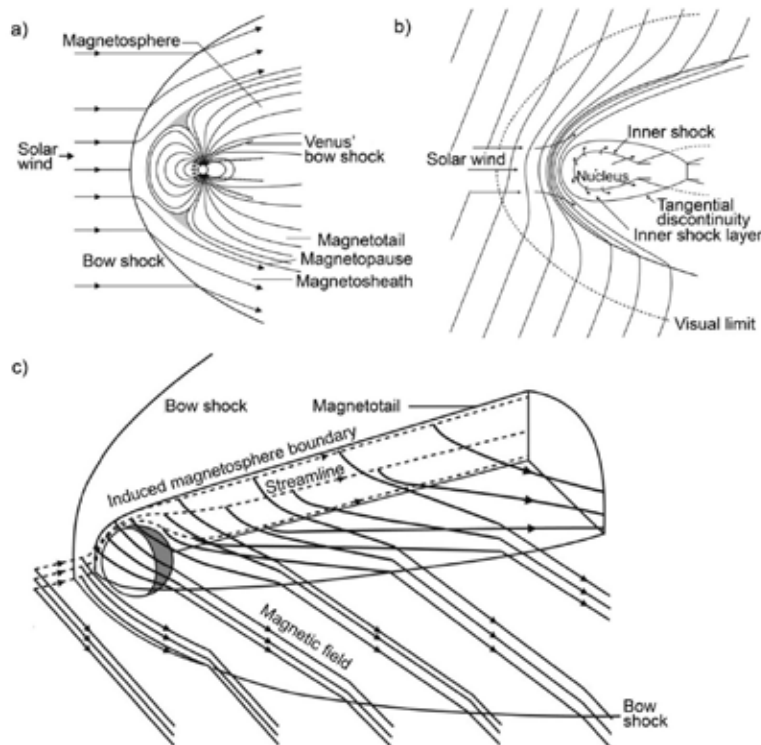 a)
Magnetosphere
Solar
wind
Venus'
bow shock
Magnetotail
Magnetopause
Magnetosheath
Bow shock
b)
Solar wind
Inner shock
Nucleus
Tangential
discontinuity
Inner shock layer
Visual limit
c)
Bow shock
Magnetotail
Induced magnetosphere boundary
Streamline
Magnetic field
Bow
shock